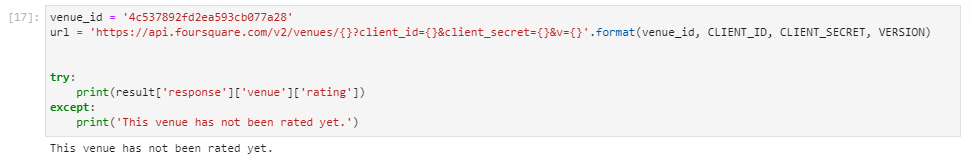 [17]: venue_id = '4c537892fd2ea593cb077a28'
url = 'https://api.foursquare.com/v2/venues/{}?client_id={}&client_secret={}&v={}'.format(venue_id, CLIENT_ID, CLIENT_SECRET, VERSION)
try:
    print(result['response']['venue']['rating'])
except:
    print('This venue has not been rated yet.')
This venue has not been rated yet.